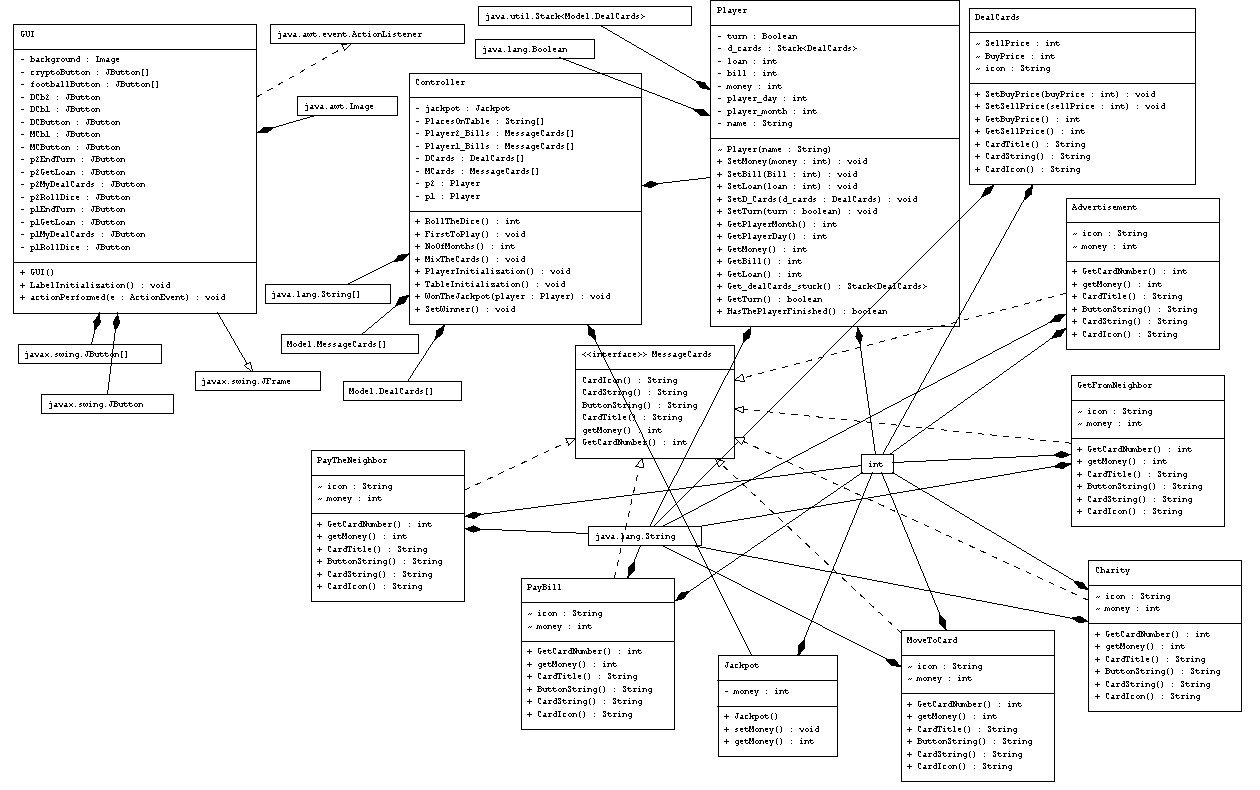 GUI
- background : Image
- cryptoButton : JButton[]
- footballButton : JButton[]
- DCb2 : JButton
- DCb1 : JButton
- DCButton : JButton
- MCb1 : JButton
- MCButton : JButton
- p2EndTurn : JButton
- p2GetLoan : JButton
- p2MyDealCards : JButton
- p2RollDice : JButton
- p1EndTurn : JButton
- p1GetLoan : JButton
- p1MyDealCards : JButton
- p1RollDice : JButton
+ GUI()
+ LabelInitialization() : void
+ actionPerformed(e : ActionEvent) : void
java.awt.event.ActionListener
java.awt.Image
java.lang.String[]
Model.MessageCards[]
Model.DealCards[]
javax.swing.JButton[]
javax.swing.JButton
javax.swing.JFrame
Controller
- jackpot : Jackpot
- PlacesOnTable : String[]
- Player2_Bills : MessageCards[]
- Player1_Bills : MessageCards[]
- DCards : DealCards[]
- MCards : MessageCards[]
- p2 : Player
- p1 : Player
+ RollTheDice() : int
+ FirstToPlay() : void
+ NoOfMonths() : int
+ MixTheCards() : void
+ PlayerInitialization() : void
+ TableInitialization() : void
+ WonTheJackpot(player : Player) : void
+ SetWinner() : void
java.util.Stack<Model.DealCards>
java.lang.Boolean
Player
- turn : Boolean
- d_cards : Stack<DealCards>
- loan : int
- bill : int
- money : int
- player_day : int
- player_month : int
- name : String
~ Player(name : String)
+ SetMoney(money : int) : void
+ SetBill(Bill : int) : void
+ SetLoan(loan : int) : void
+ SetD_Cards(d_cards : DealCards) : void
+ SetTurn(turn : boolean) : void
+ GetPlayerMonth() : int
+ GetPlayerDay() : int
+ GetMoney() : int
+ GetBill() : int
+ GetLoan() : int
+ Get_dealCards_stuck() : Stack<DealCards>
+ GetTurn() : boolean
+ HasThePlayerFinished() : boolean
DealCards
~ SellPrice : int
~ BuyPrice : int
~ icon : String
+ SetBuyPrice(buyPrice : int) : void
+ SetSellPrice(sellPrice : int) : void
+ GetBuyPrice() : int
+ GetSellPrice() : int
+ CardTitle() : String
+ CardString() : String
+ CardIcon() : String
Advertisement
~ icon : String
~ money : int
+ GetCardNumber() : int
+ getMoney() : int
+ CardTitle() : String
+ ButtonString() : String
+ CardString() : String
+ CardIcon() : String
<<interface>> MessageCards
CardIcon() : String
CardString() : String
ButtonString() : String
CardTitle() : String
getMoney() : int
GetCardNumber() : int
GetFromNeighbor
~ icon : String
~ money : int
+ GetCardNumber() : int
+ getMoney() : int
+ CardTitle() : String
+ ButtonString() : String
+ CardString() : String
+ CardIcon() : String
PayTheNeighbor
~ icon : String
~ money : int
+ GetCardNumber() : int
+ getMoney() : int
+ CardTitle() : String
+ ButtonString() : String
+ CardString() : String
+ CardIcon() : String
int
java.lang.String
PayBill
~ icon : String
~ money : int
+ GetCardNumber() : int
+ getMoney() : int
+ CardTitle() : String
+ ButtonString() : String
+ CardString() : String
+ CardIcon() : String
Jackpot
- money : int
+ Jackpot()
+ setMoney() : void
+ getMoney() : int
MoveToCard
~ icon : String
~ money : int
+ GetCardNumber() : int
+ getMoney() : int
+ CardTitle() : String
+ ButtonString() : String
+ CardString() : String
+ CardIcon() : String
Charity
~ icon : String
~ money : int
+ GetCardNumber() : int
+ getMoney() : int
+ CardTitle() : String
+ ButtonString() : String
+ CardString() : String
+ CardIcon() : String